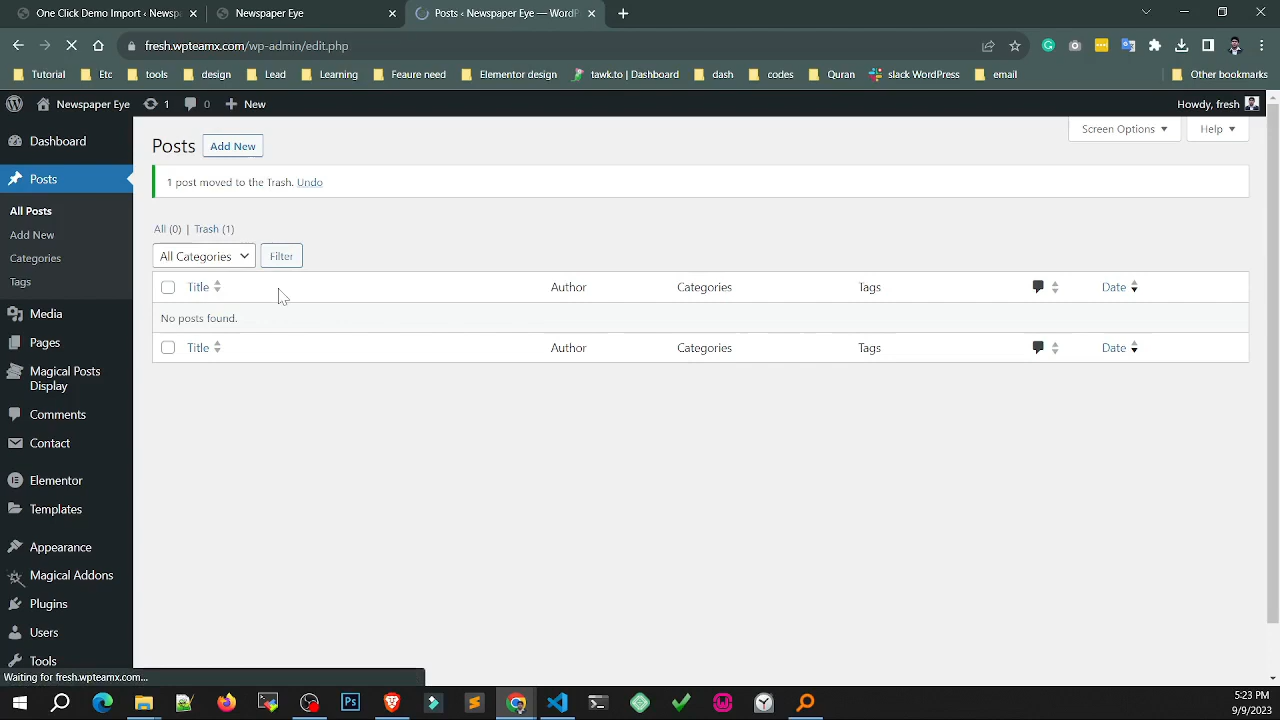 One Click Demo Import ‹ Newsp
Newspaper Eye
Posts ‹ Newspaper Eye — WordP
fresh.wpteamx.com/wp-admin/edit.php
Tutorial
Etc
tools
design
Lead
Learning
Feaure need
Elementor design
tawk.to | Dashboard
dash
codes
Quran
slack WordPress
email
Other bookmarks
Newspaper Eye
1
0
New
Howdy, fresh
Dashboard
Posts
All Posts
Add New
Categories
Tags
Media
Pages
Magical Posts
Display
Comments
Contact
Elementor
Templates
Appearance
Magical Addons
Plugins
Users
Tools
Posts
Add New
Screen Options
Help
1 post moved to the Trash. Undo
All (0) | Trash (1)
All Categories
Filter
Title
Author
Categories
Tags
Date
No posts found.
Title
Author
Categories
Tags
Date
Waiting for fresh.wpteamx.com...
Ps
5:23 PM
9/9/2023